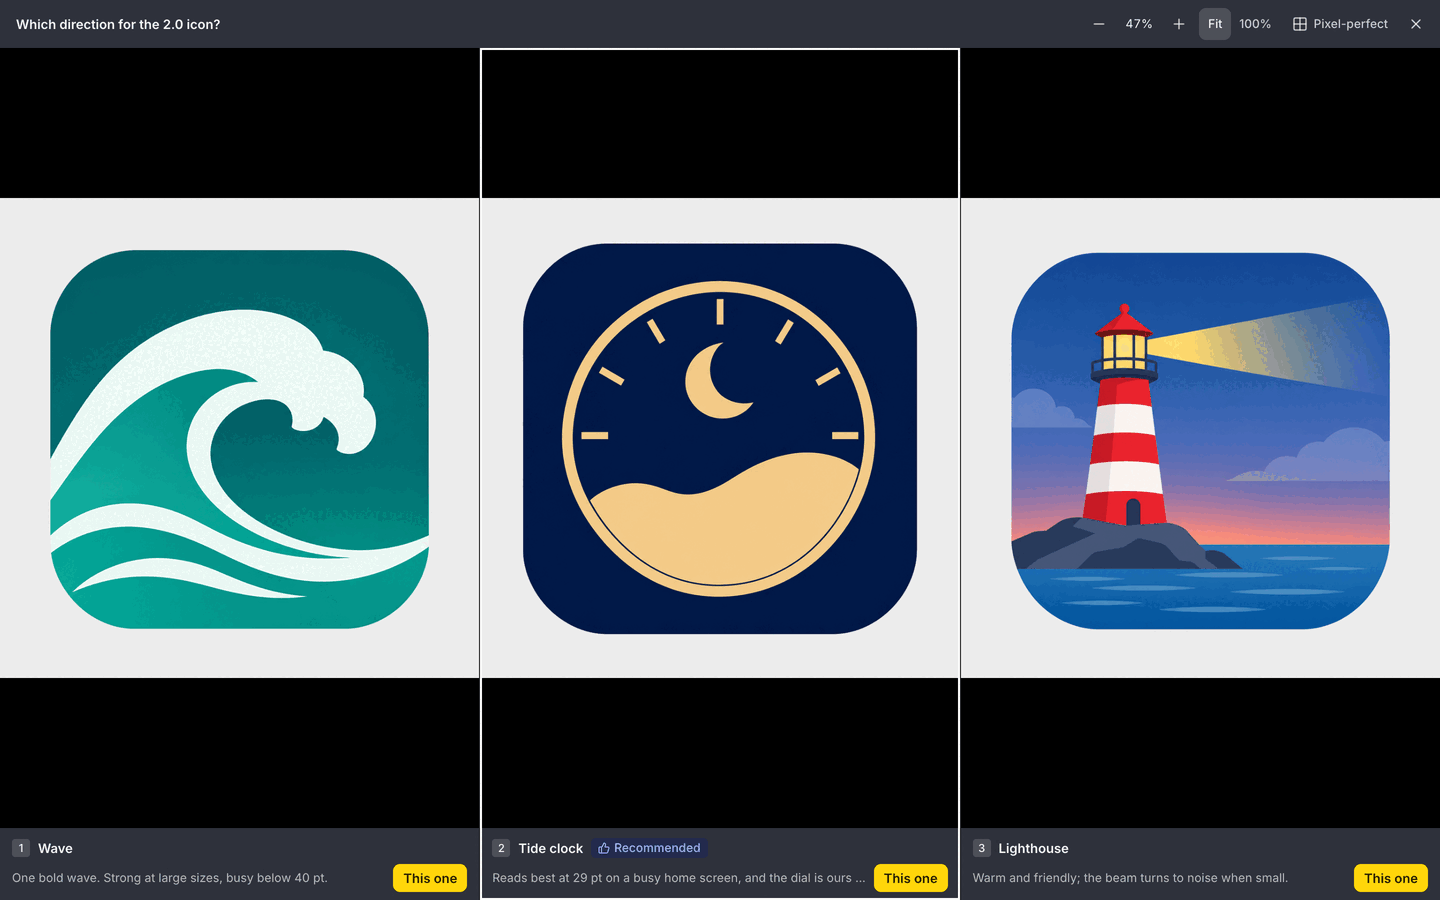 Which direction for the 2.0 icon?
47%
Fit
100%
Pixel-perfect
1 Wave
One bold wave. Strong at large sizes, busy below 40 pt.
This one
2 Tide clock
Recommended
Reads best at 29 pt on a busy home screen, and the dial is ours ...
This one
3 Lighthouse
Warm and friendly; the beam turns to noise when small.
This one